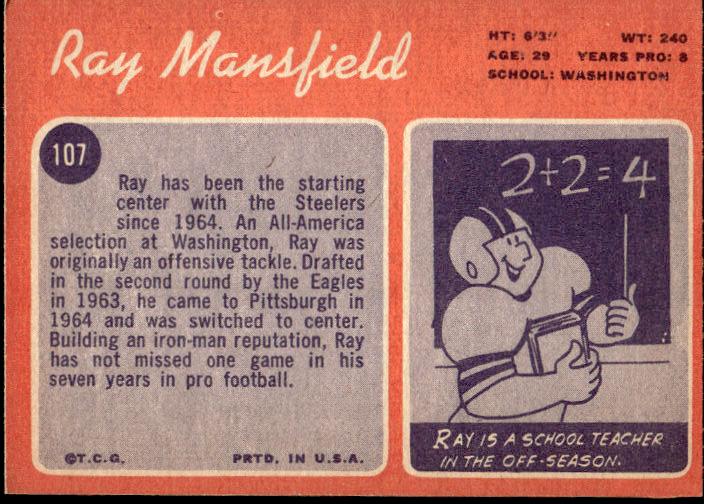 Ray Mansfield
HT: 6'3" WT: 240
AGE: 29 YEARS PRO: 8
SCHOOL: WASHINGTON
107
Ray has been the starting
center with the Steelers
since 1964. An All-America
selection at Washington, Ray was
originally an offensive tackle. Drafted
in the second round by the Eagles
in 1963, he came to Pittsburgh in
1964 and was switched to center.
Building an iron-man reputation, Ray
has not missed one game in his
seven years in pro football.
©T.C.G. PRTD. IN U.S.A.
2+2=4
RAY IS A SCHOOL TEACHER
IN THE OFF-SEASON.